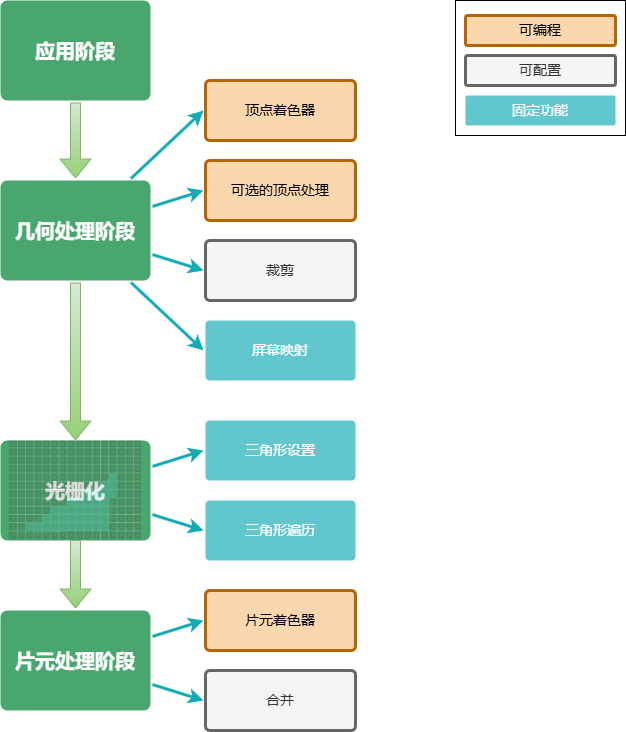 应用阶段
可编程
可配置
固定功能
几何处理阶段
顶点着色器
可选的顶点处理
裁剪
屏幕映射
光栅化
三角形设置
三角形遍历
片元处理阶段
片元着色器
合并